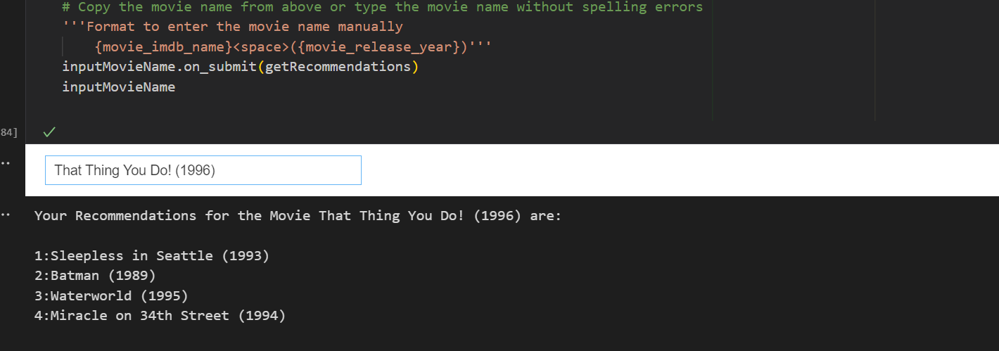 # Copy the movie name from above or type the movie name without spelling errors
'''Format to enter the movie name manually
{movie_imdb_name}<space>({movie_release_year})'''
inputMovieName.on_submit(getRecommendations)
inputMovieName
84]
That Thing You Do! (1996)
Your Recommendations for the Movie That Thing You Do! (1996) are:
1:Sleepless in Seattle (1993)
2:Batman (1989)
3:Waterworld (1995)
4:Miracle on 34th Street (1994)